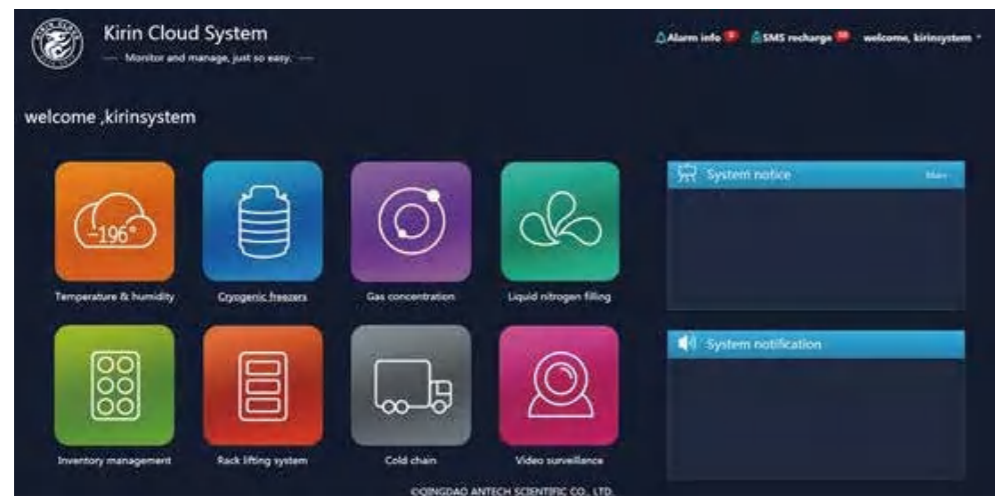 KIRIN CLOUD
Kirin Cloud System
— Monitor and manage, just so easy. —
Alarm info
SMS recharge
welcome, kirinsystem
welcome ,kirinsystem
-196°
Temperature & humidity
Cryogenic freezers
Gas concentration
Liquid nitrogen filling
System notice
Inventory management
Rack lifting system
Cold chain
Video surveillance
System notification
©QINGDAO ANTECH SCIENTIFIC CO., LTD.